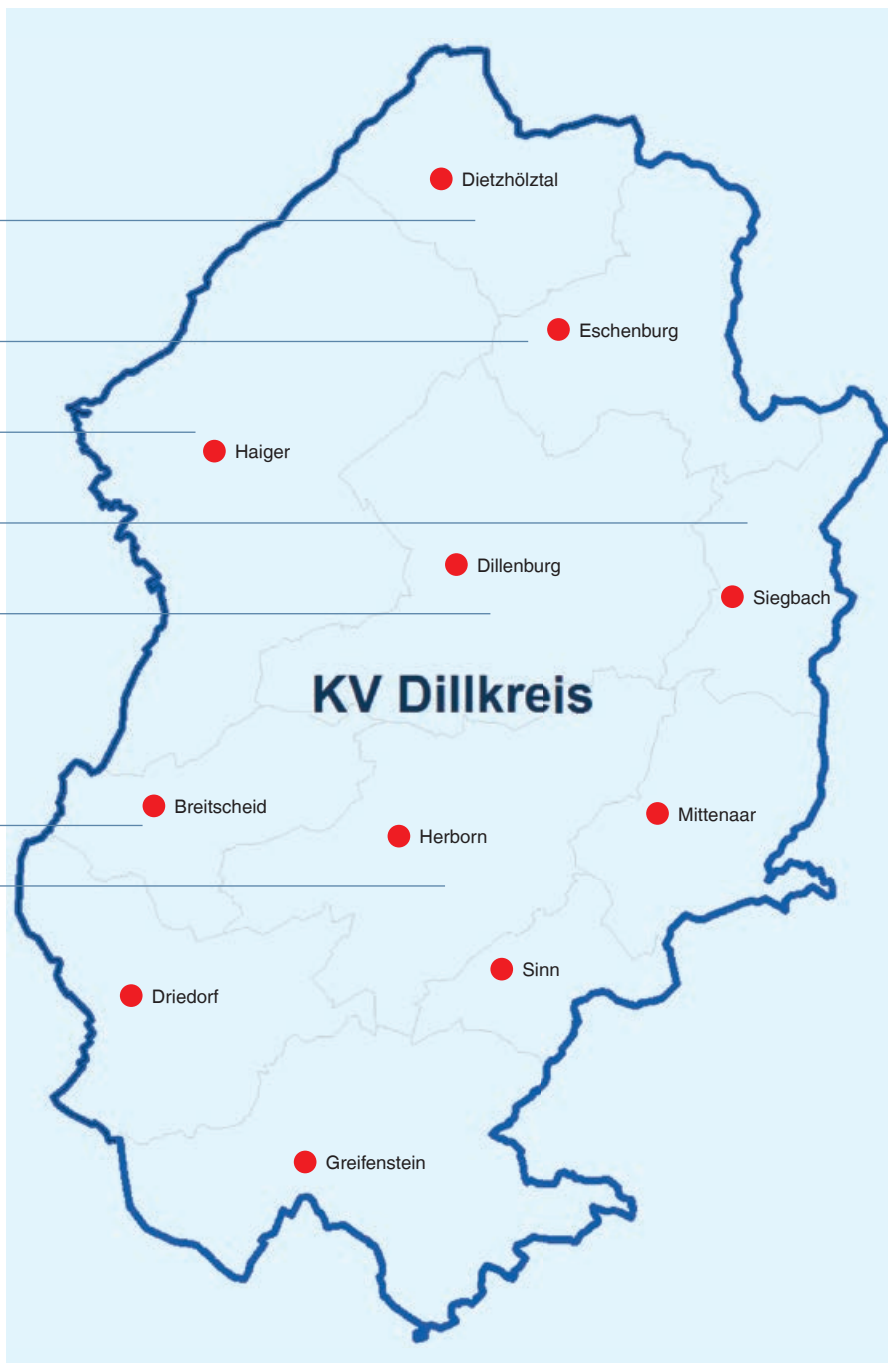 Dietzhölztal
Eschenburg
Haiger
Dillenburg
Siegbach
KV Dillkreis
Breitscheid
Mittenaar
Herborn
Sinn
Driedorf
Greifenstein